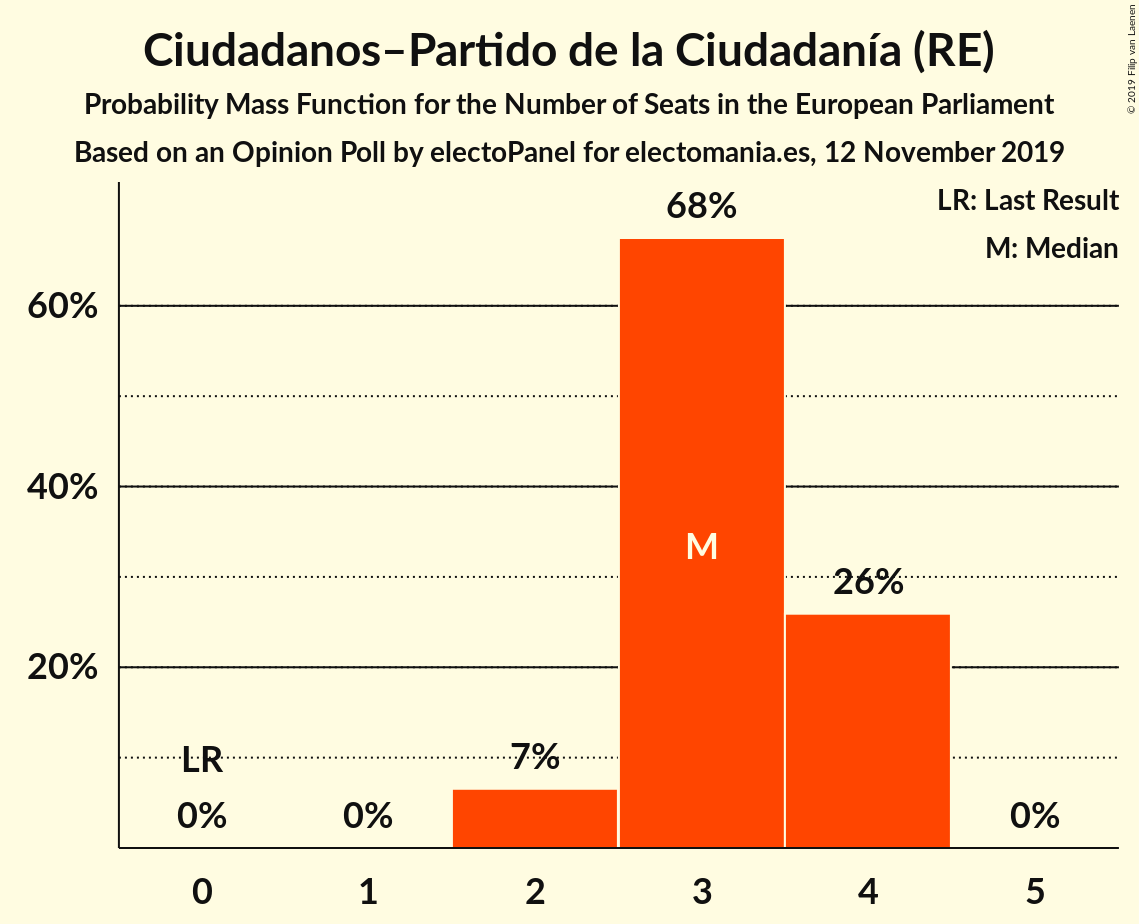 Ciudadanos–Partido de la Ciudadanía (RE)
Probability Mass Function for the Number of Seats in the European Parliament
Based on an Opinion Poll by electoPanel for electomania.es, 12 November 2019
© 2019 Filip van Laenen
LR: Last Result
M: Median
68%
60%
40%
M
26%
20%
LR
7%
0%
0%
0%
0
1
2
3
4
5